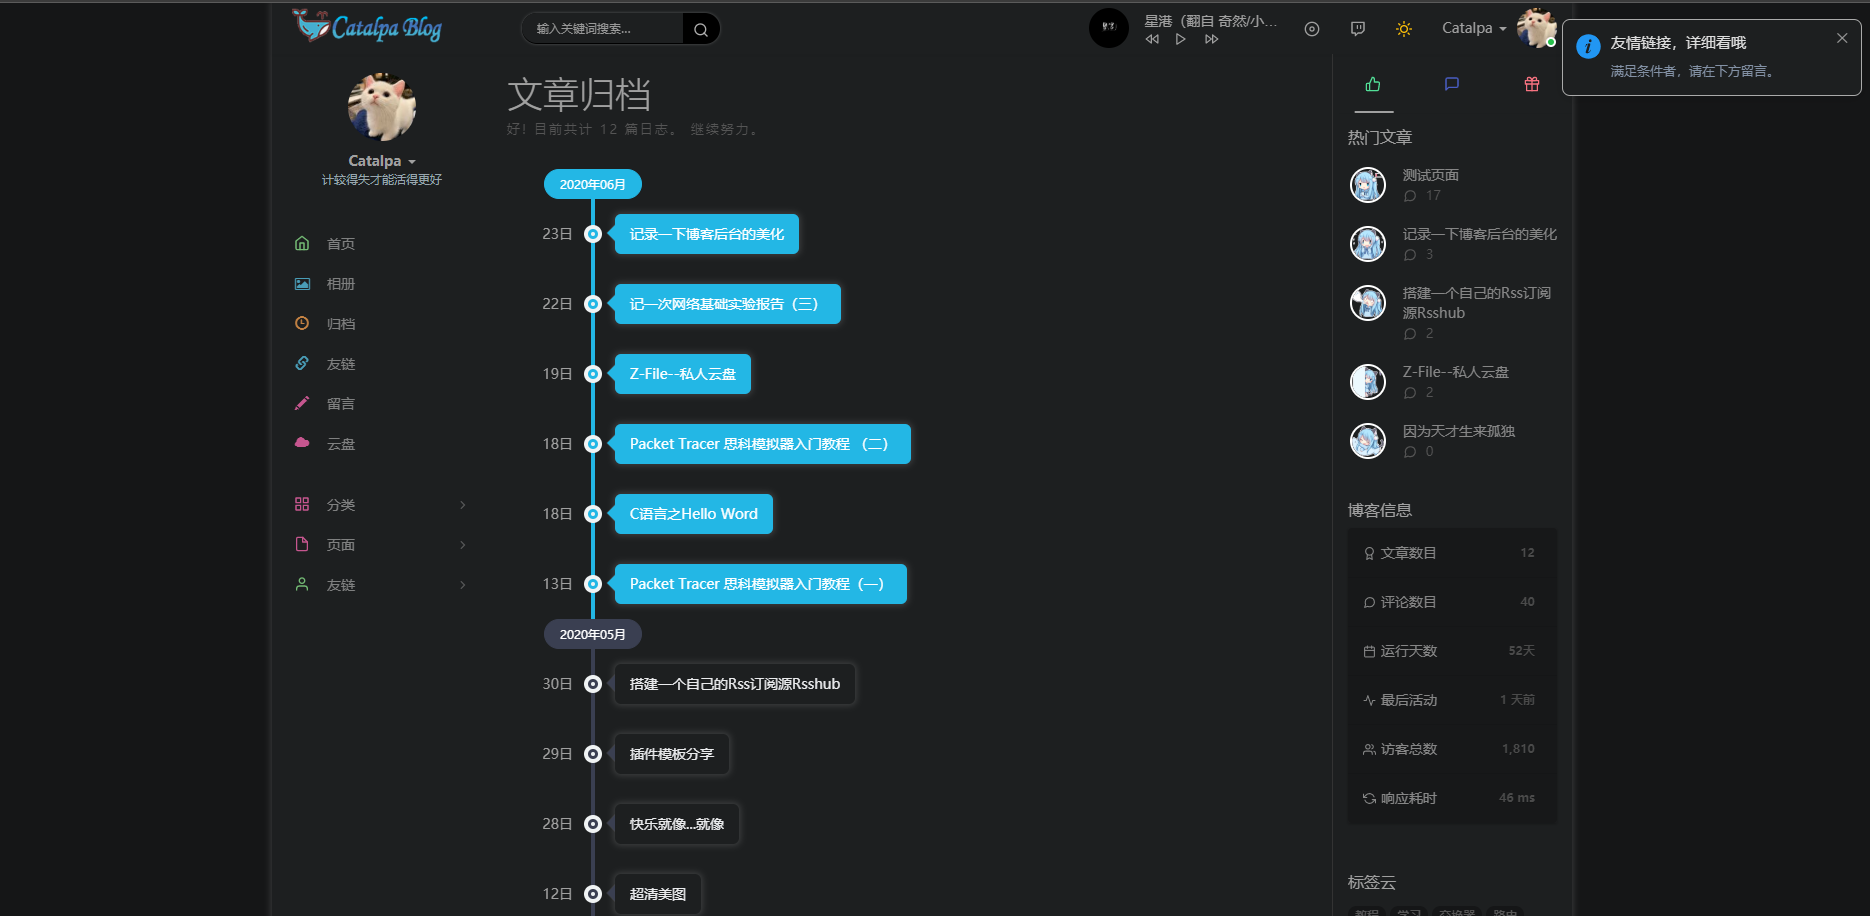 Catalpa Blog
输入关键词搜索...
星港（翻自 奇然/小...
Catalpa
友情链接，详细看哦
满足条件者，请在下方留言。
Catalpa
计较得失才能活得更好
首页
相册
归档
友链
留言
云盘
分类
页面
友链
文章归档
好! 目前共计 12 篇日志。 继续努力。
2020年06月
23日 记录一下博客后台的美化
22日 记一次网络基础实验报告（三）
19日 Z-File--私人云盘
18日 Packet Tracer 思科模拟器入门教程 （二）
18日 C语言之Hello Word
13日 Packet Tracer 思科模拟器入门教程（一）
2020年05月
30日 搭建一个自己的Rss订阅源Rsshub
29日 插件模板分享
28日 快乐就像...就像
12日 超清美图
热门文章
测试页面
17
记录一下博客后台的美化
3
搭建一个自己的Rss订阅
源Rsshub
2
Z-File--私人云盘
2
因为天才生来孤独
0
博客信息
文章数目 12
评论数目 40
运行天数 52天
最后活动 1 天前
访客总数 1,810
响应耗时 46 ms
标签云
教程 学习 交换器 路由